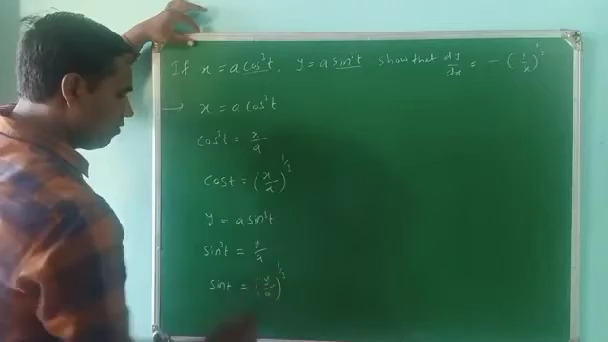 If x = a cos³t, y = a sin³t show that dy/dx = - (y/x)^1/3
→ x = a cos³t
cos³t = x/a
cost = (x/a)^1/3
y = a sin³t
sin³t = y/a
sint = (y/a)^1/3